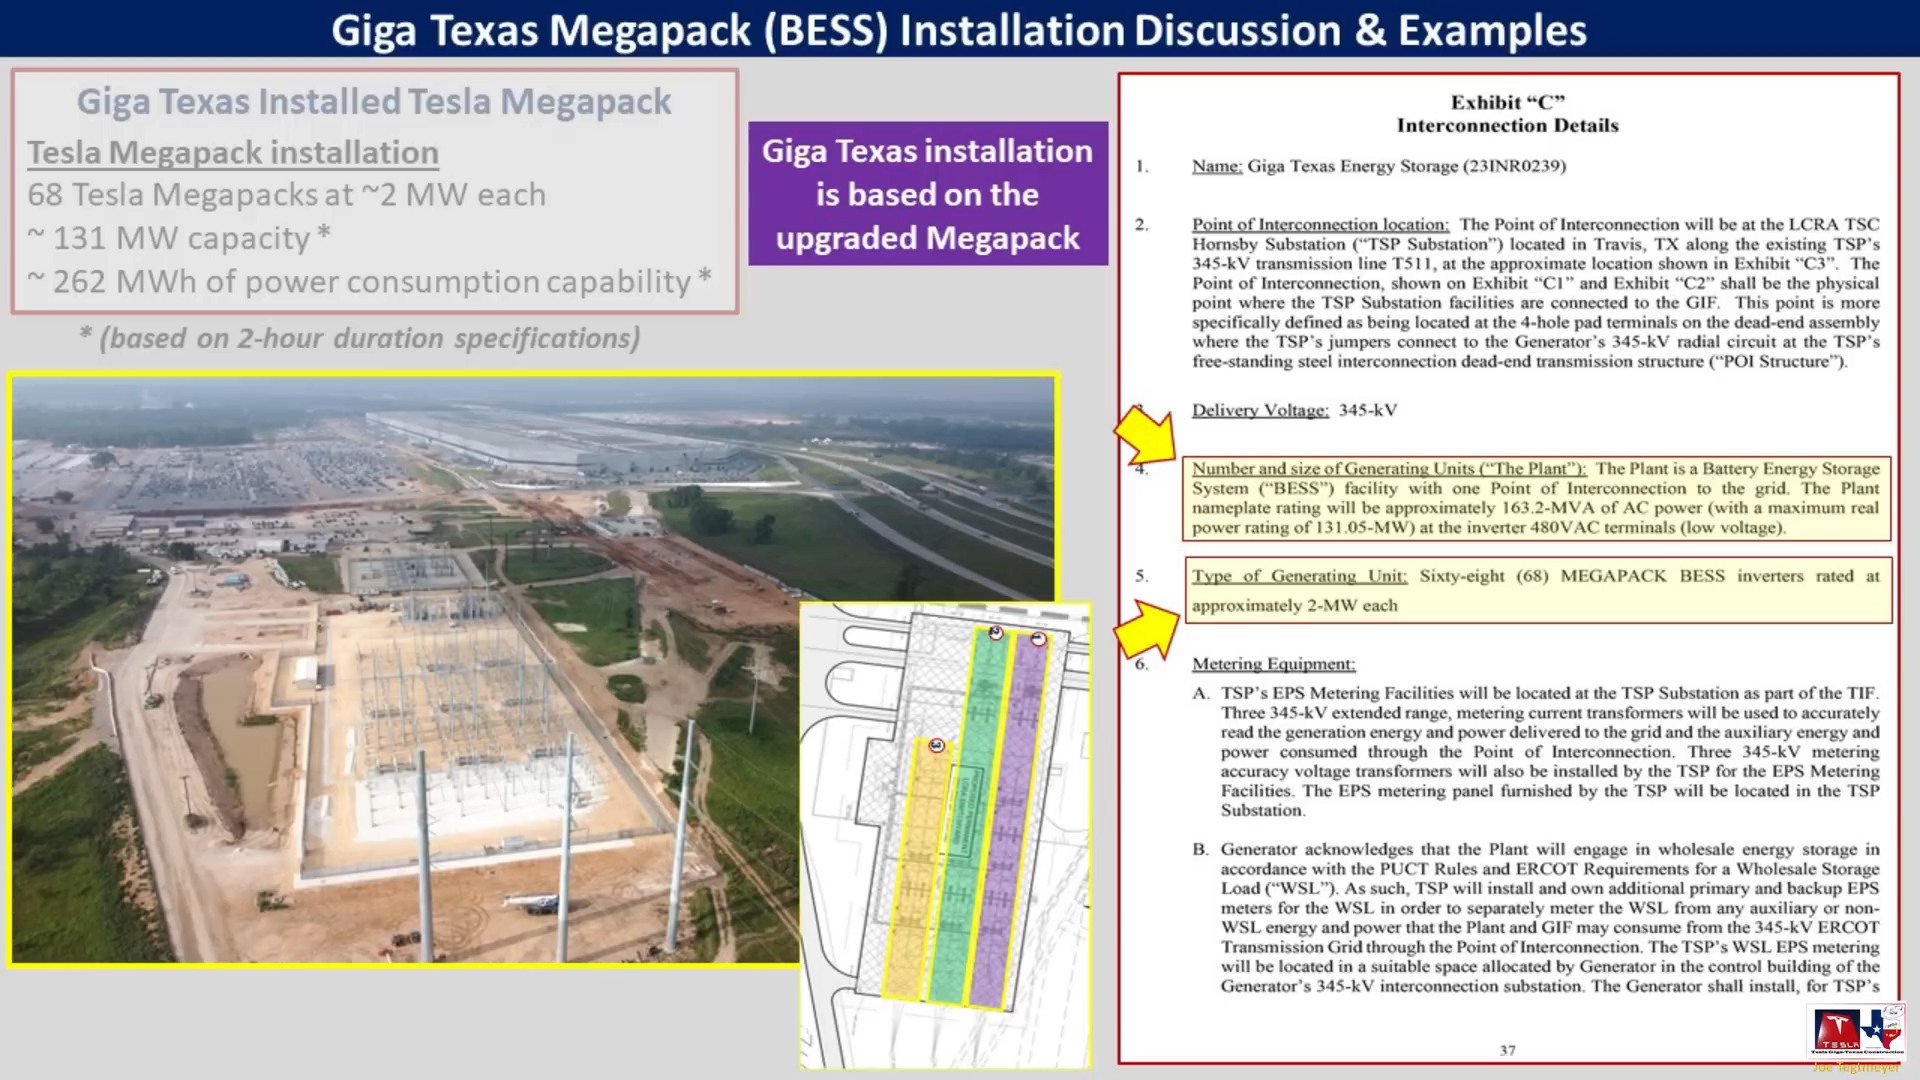 Giga Texas Megapack (BESS) Installation Discussion & Examples
Giga Texas Installed Tesla Megapack
Tesla Megapack installation
68 Tesla Megapacks at ~2 MW each
~ 131 MW capacity *
~ 262 MWh of power consumption capability *
* (based on 2-hour duration specifications)
Giga Texas installation
is based on the
upgraded Megapack
Exhibit “C”
Interconnection Details
1. Name: Giga Texas Energy Storage (23INR0239)
2. Point of Interconnection location: The Point of Interconnection will be at the LCRA TSC
Hornsby Substation (“TSP Substation”) located in Travis, TX along the existing TSP’s
345-kV transmission line T511, at the approximate location shown in Exhibit “C3”. The
Point of Interconnection, shown on Exhibit “C1” and Exhibit “C2” shall be the physical
point where the TSP Substation facilities are connected to the GIF. This point is more
specifically defined as being located at the 4-hole pad terminals on the dead-end assembly
where the TSP’s jumpers connect to the Generator’s 345-kV radial circuit at the TSP’s
free-standing steel interconnection dead-end transmission structure (“POI Structure”).
Delivery Voltage: 345-kV
4. Number and size of Generating Units (“The Plant”): The Plant is a Battery Energy Storage
System (“BESS”) facility with one Point of Interconnection to the grid. The Plant
nameplate rating will be approximately 163.2-MVA of AC power (with a maximum real
power rating of 131.05-MW) at the inverter 480VAC terminals (low voltage).
5. Type of Generating Unit: Sixty-eight (68) MEGAPACK BESS inverters rated at
approximately 2-MW each
6. Metering Equipment:
A. TSP’s EPS Metering Facilities will be located at the TSP Substation as part of the TIF.
Three 345-kV extended range, metering current transformers will be used to accurately
read the generation energy and power delivered to the grid and the auxiliary energy and
power consumed through the Point of Interconnection. Three 345-kV metering
accuracy voltage transformers will also be installed by the TSP for the EPS Metering
Facilities. The EPS metering panel furnished by the TSP will be located in the TSP
Substation.
B. Generator acknowledges that the Plant will engage in wholesale energy storage in
accordance with the PUCT Rules and ERCOT Requirements for a Wholesale Storage
Load (“WSL”). As such, TSP will install and own additional primary and backup EPS
meters for the WSL in order to separately meter the WSL from any auxiliary or non-
WSL energy and power that the Plant and GIF may consume from the 345-kV ERCOT
Transmission Grid through the Point of Interconnection. The TSP’s WSL EPS metering
will be located in a suitable space allocated by Generator in the control building of the
Generator’s 345-kV interconnection substation. The Generator shall install, for TSP’s
37
2
1
3
TESLA
Tesla Giga-Texas Construction
Joe Tegtmeyer